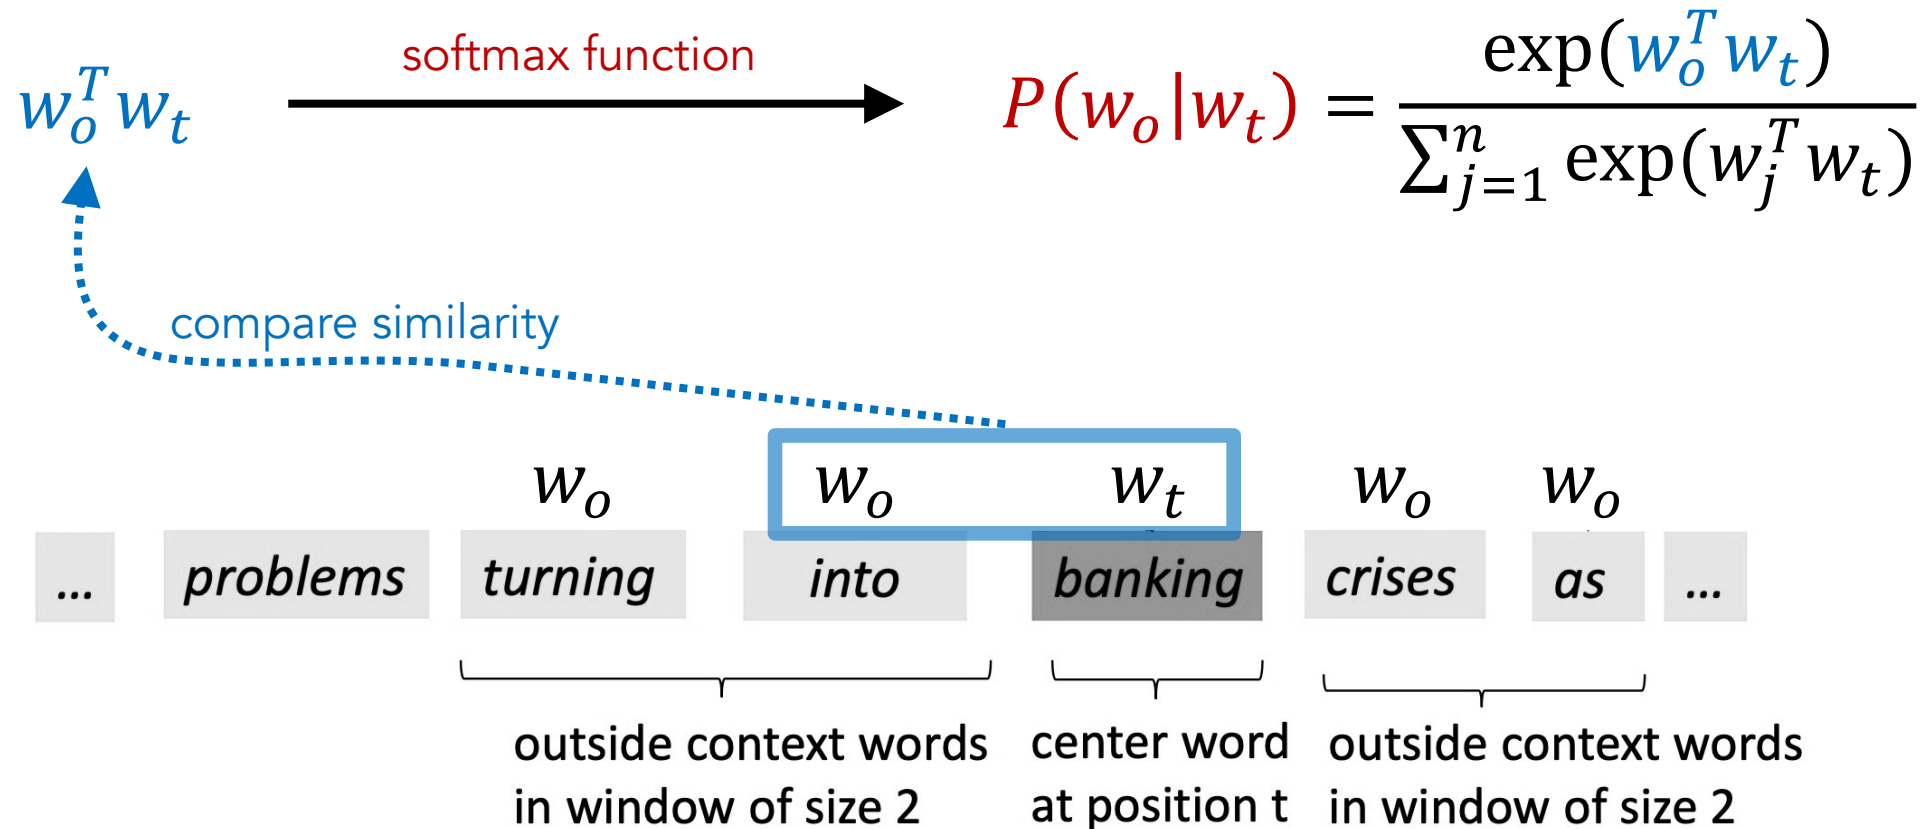 softmax function
$w_o^T w_t$
$P(w_o|w_t) = \frac{\exp(w_o^T w_t)}{\sum_{j=1}^{n} \exp(w_j^T w_t)}$
compare similarity
$w_o$ $w_o$ $w_t$ $w_o$ $w_o$
... problems turning into banking crises as ...
outside context words
in window of size 2
center word
at position t
outside context words
in window of size 2